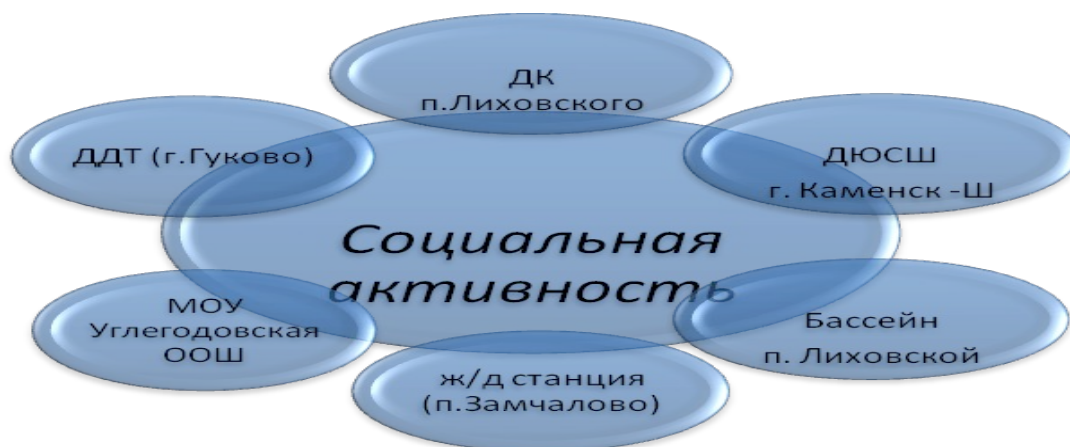 ДК
п.Лиховского
ДДТ (г.Гуково)
ДЮСШ
г. Каменск -Ш
Социальная
активность
МОУ
Углегодовская
ООШ
Бассейн
п. Лиховской
ж/д станция
(п.Замчалово)